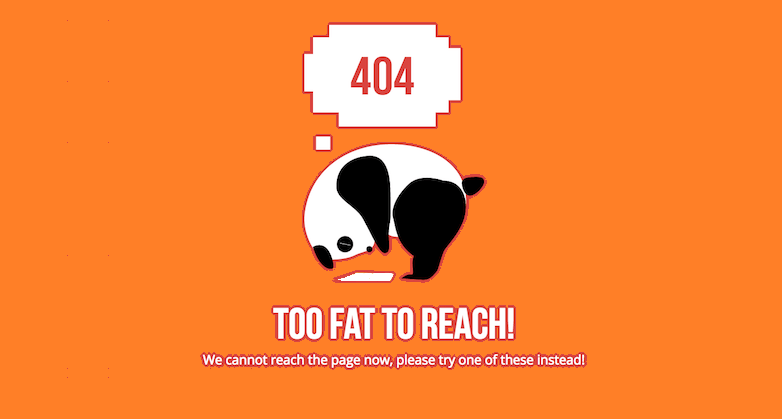 404
TOO FAT TO REACH!
We cannot reach the page now, please try one of these instead!